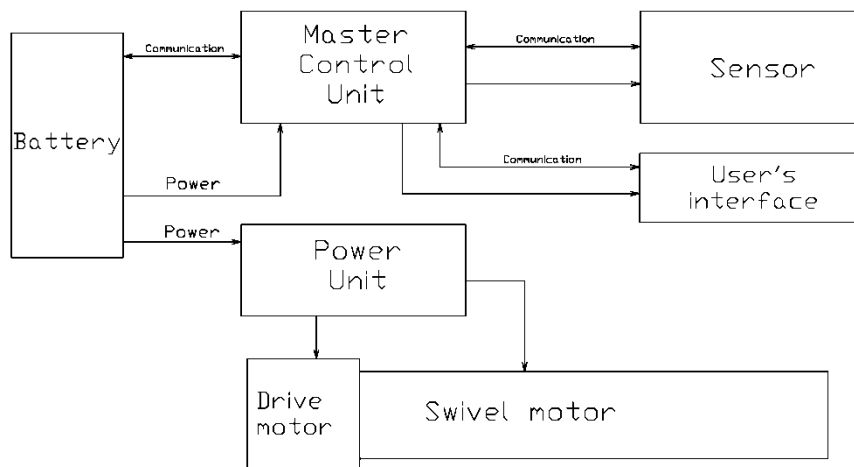 Master
Control
Unit
Communication
Communication
Sensor
Battery
Communication
Power
User's
interface
Power
Power
Unit
Drive
motor
Swivel motor